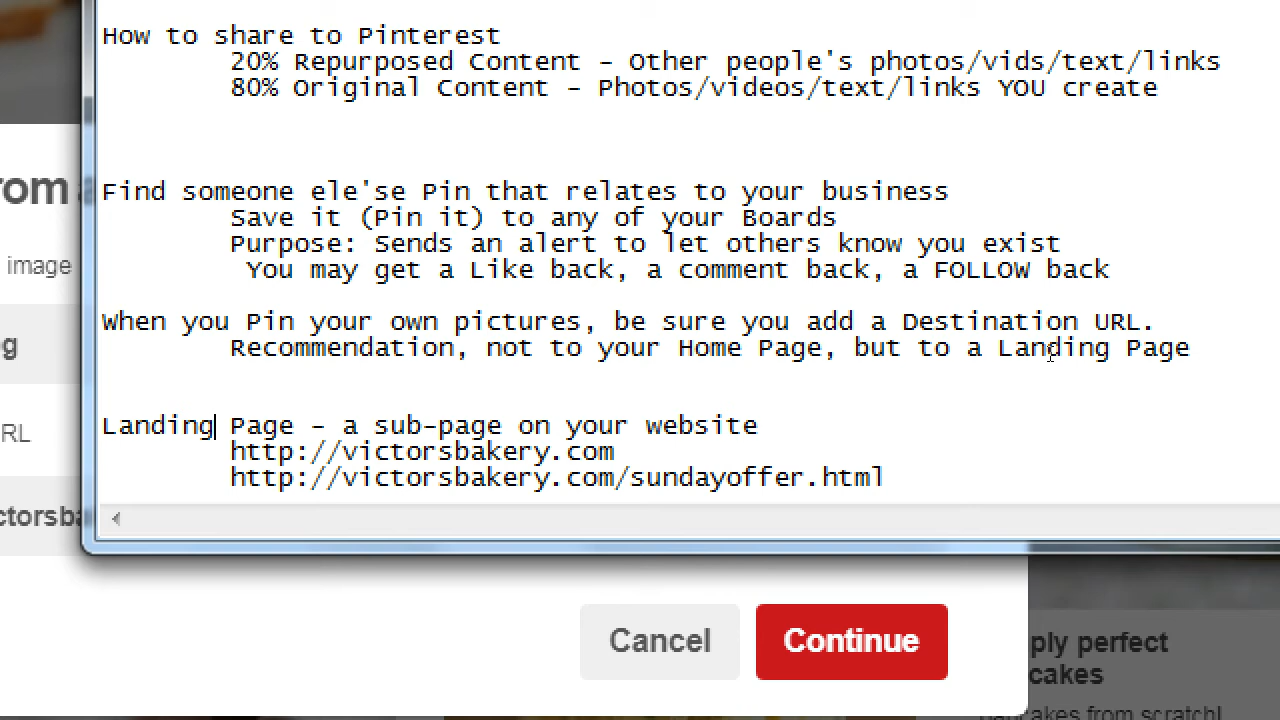 How to share to Pinterest
20% Repurposed Content – Other people's photos/vids/text/links
80% Original Content – Photos/videos/text/links YOU create
Find someone ele'se Pin that relates to your business
Save it (Pin it) to any of your Boards
Purpose: Sends an alert to let others know you exist
You may get a Like back, a comment back, a FOLLOW back
When you Pin your own pictures, be sure you add a Destination URL.
Recommendation, not to your Home Page, but to a Landing Page
Landing Page – a sub-page on your website
http://victorsbakery.com
http://victorsbakery.com/sundayoffer.html
rom a
image
g
RL
ctorsba
Cancel
Continue
ply perfect
cakes
pancakes from scratch!